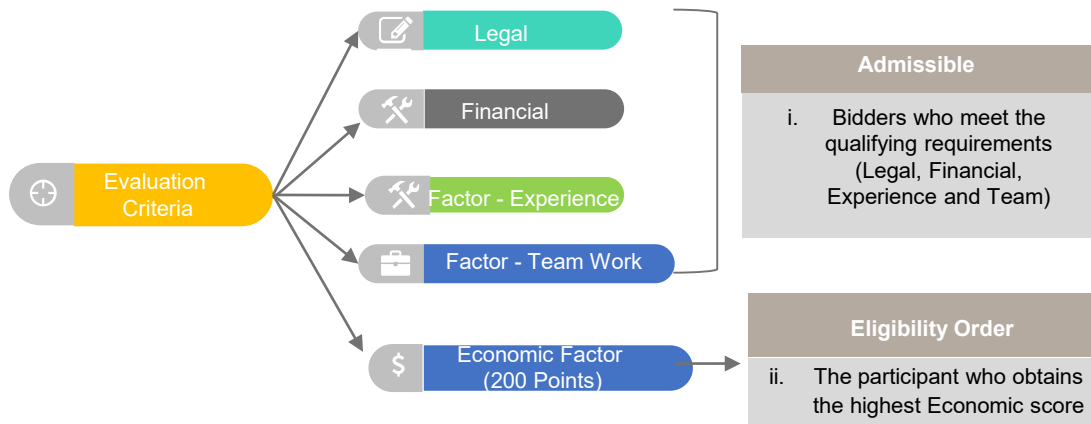 Legal
Financial
Evaluation
Criteria
Factor - Experience
Factor - Team Work
Economic Factor
(200 Points)
$
Admissible
i. Bidders who meet the
qualifying requirements
(Legal, Financial,
Experience and Team)
Eligibility Order
ii. The participant who obtains
the highest Economic score